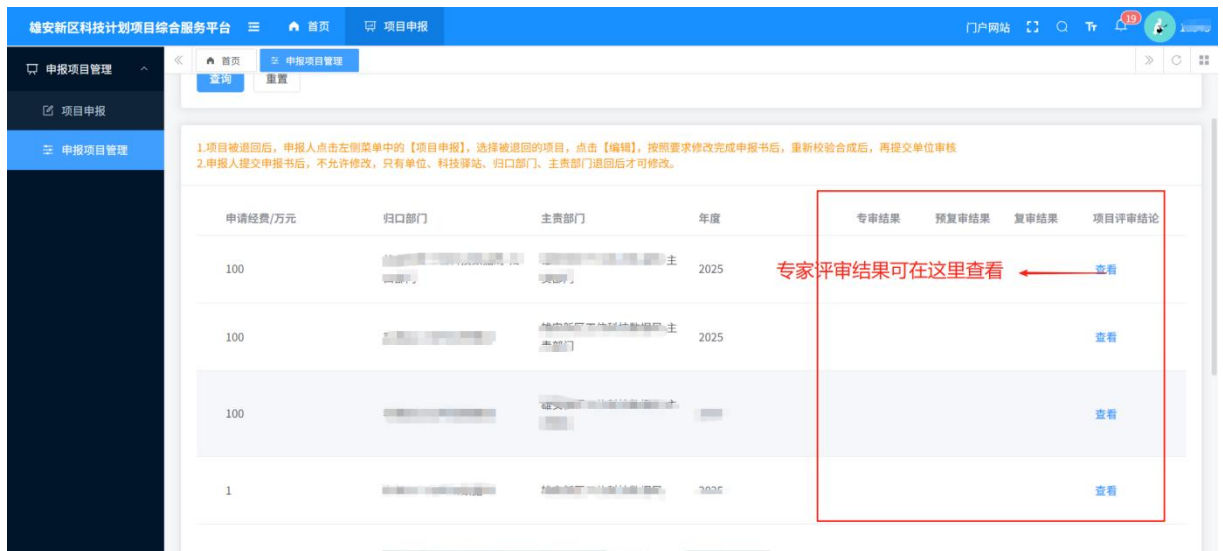 雄安新区科技计划项目综合服务平台 首页 项目申报 门户网站 Tr 19
申报项目管理 首页 申报项目管理
查询 重置
项目申报
申报项目管理
1.项目被退回后，申报人点击左侧菜单中的【项目申报】，选择被退回的项目，点击【编辑】，按照要求修改完成申报书后，重新校验合成后，再提交单位审核
2.申报人提交申报书后，不允许修改，只有单位、科技驿站、归口部门、主责部门退回后才可修改。
申请经费/万元 归口部门 主责部门 年度 专审结果 预复审结果 复审结果 项目评审结论
100 主 2025 专家评审结果可在这里查看 查看
100 主 2025 查看
责部门
100 查看
1 2025 查看